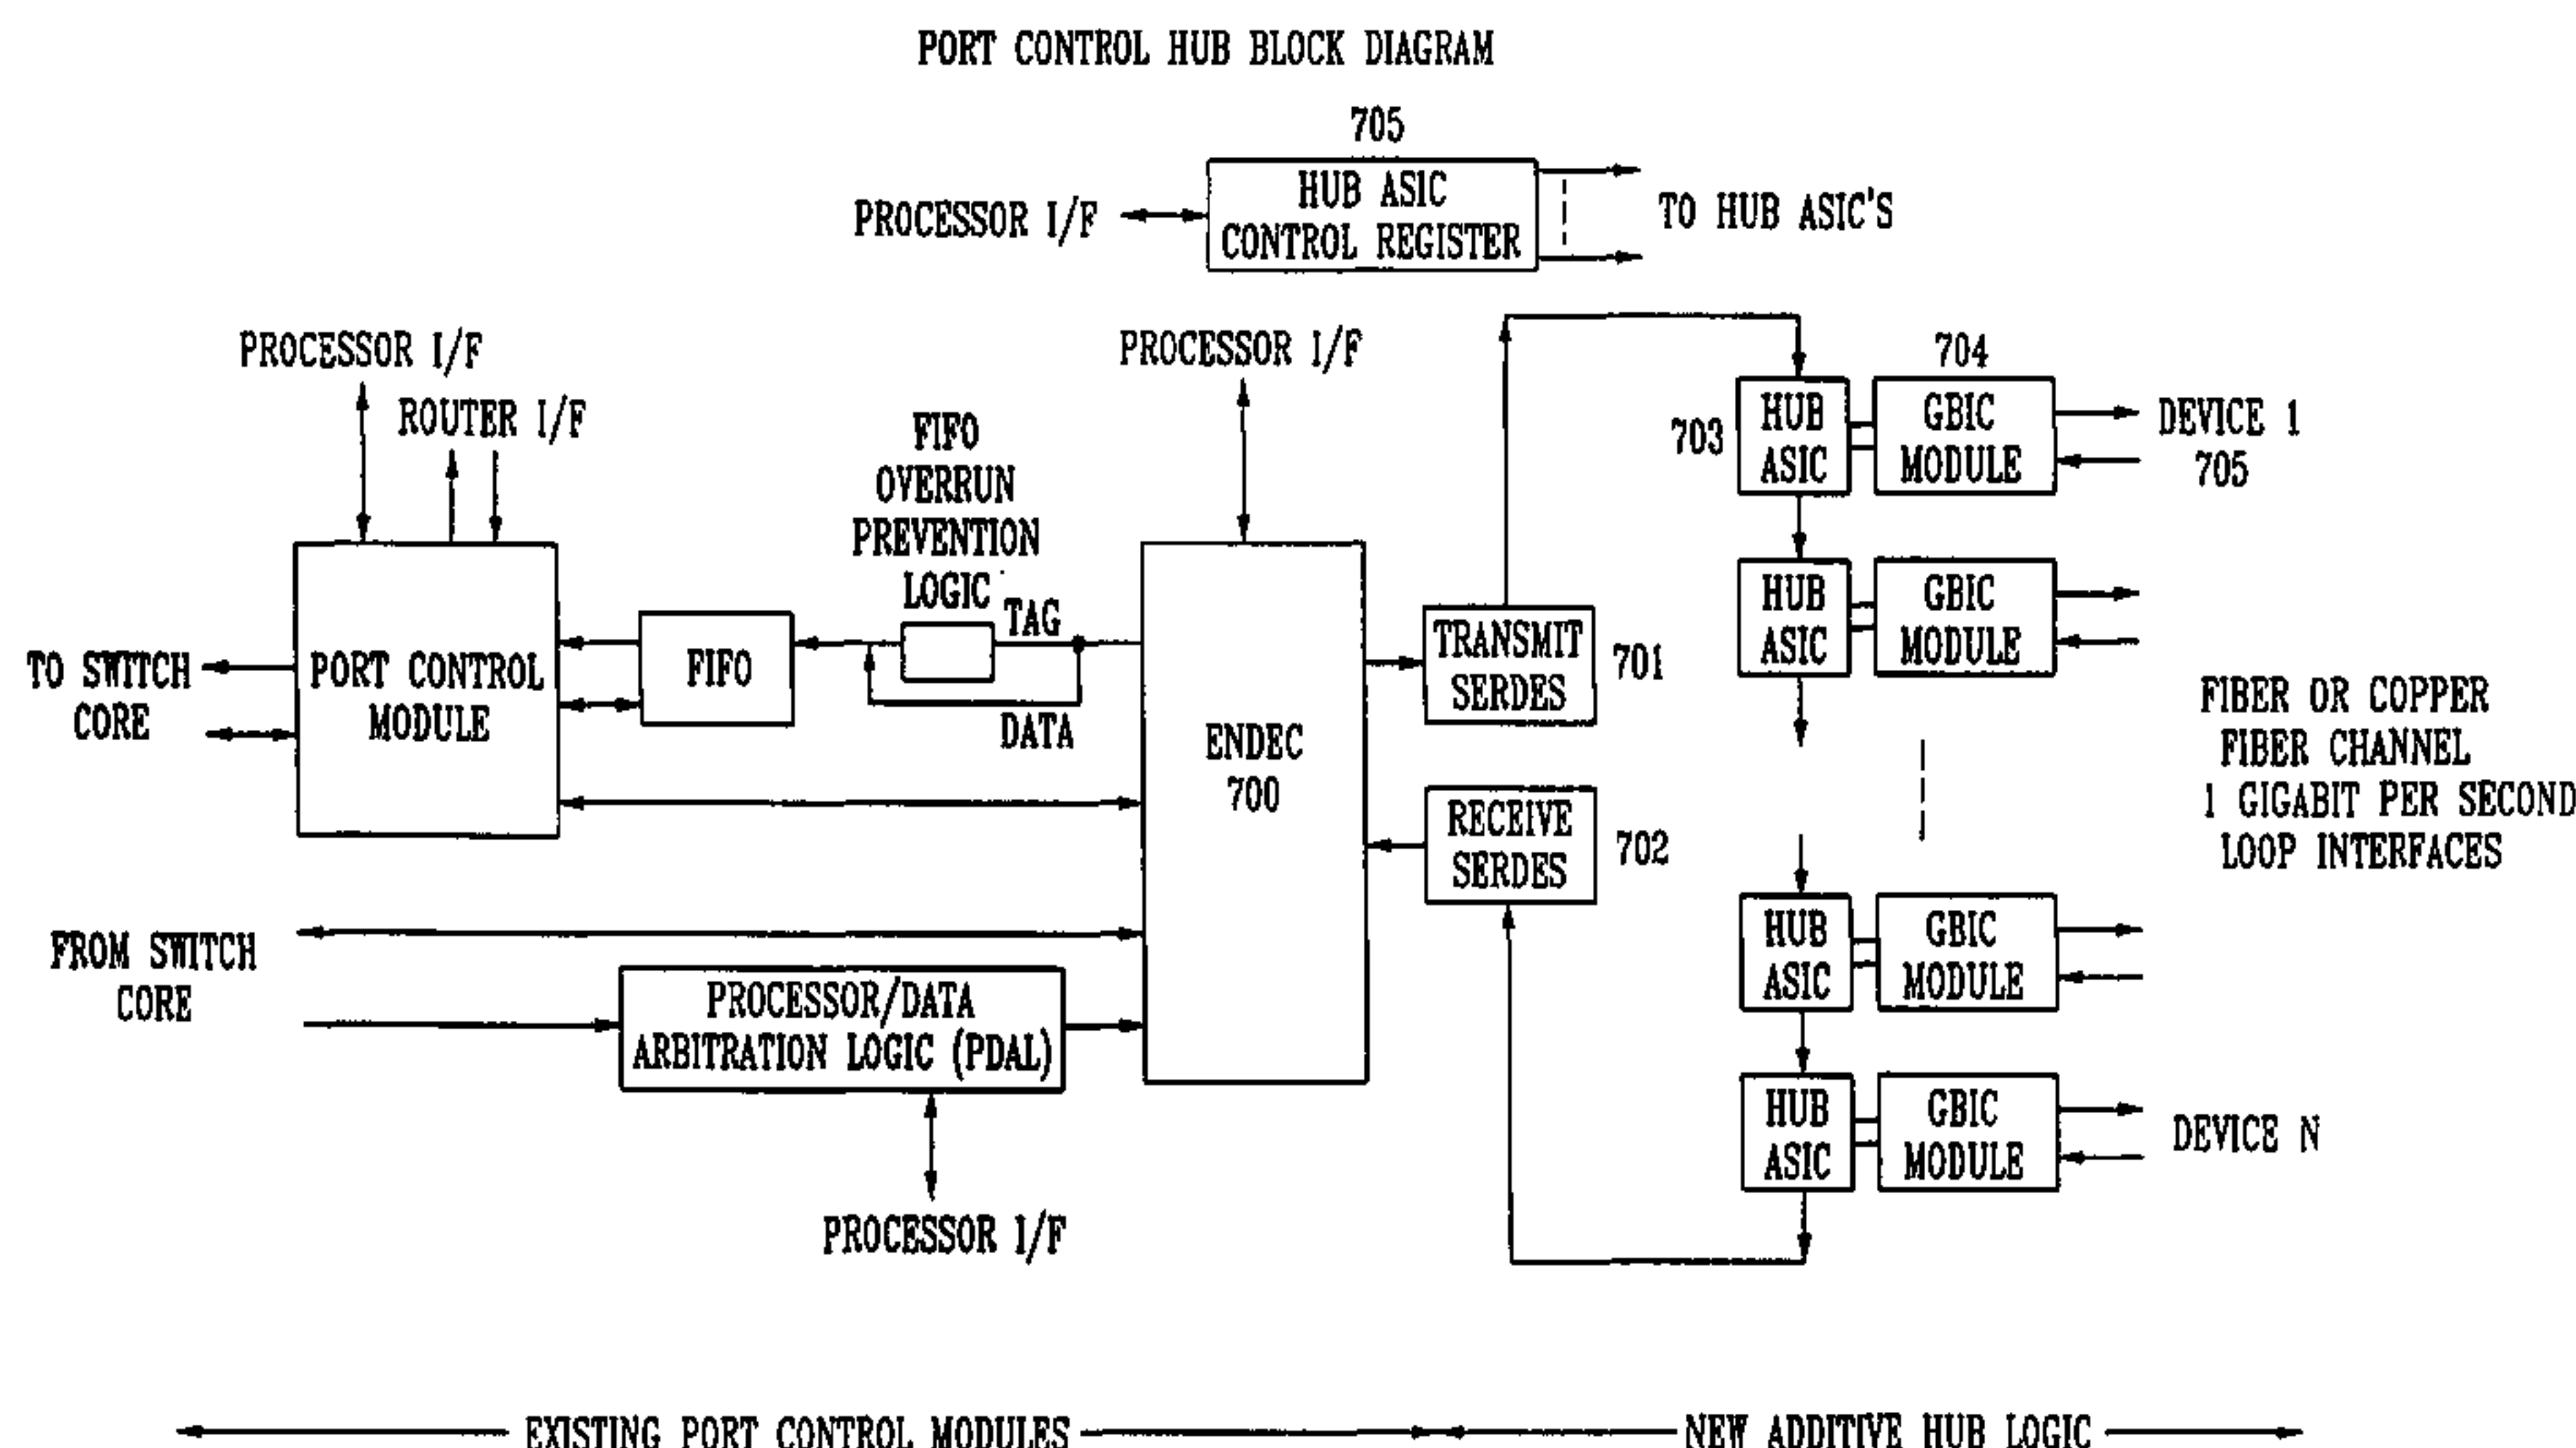 PORT CONTROL HUB BLOCK DIAGRAM
705
HUB ASIC
CONTROL REGISTER
PROCESSOR I/F
TO HUB ASIC'S
PROCESSOR I/F
ROUTER I/F
PROCESSOR I/F
FIFO
OVERRUN
PREVENTION
LOGIC
TAG
DATA
TO SWITCH
CORE
PORT CONTROL
MODULE
FIFO
ENDEC
700
TRANSMIT
SERDES
701
RECEIVE
SERDES
702
703
HUB
ASIC
704
GBIC
MODULE
DEVICE 1
705
HUB
ASIC
GBIC
MODULE
FIBER OR COPPER
FIBER CHANNEL
1 GIGABIT PER SECOND
LOOP INTERFACES
HUB
ASIC
GBIC
MODULE
HUB
ASIC
GBIC
MODULE
DEVICE N
FROM SWITCH
CORE
PROCESSOR/DATA
ARBITRATION LOGIC (PDAL)
PROCESSOR I/F
EXISTING PORT CONTROL MODULES
NEW ADDITIVE HUB LOGIC